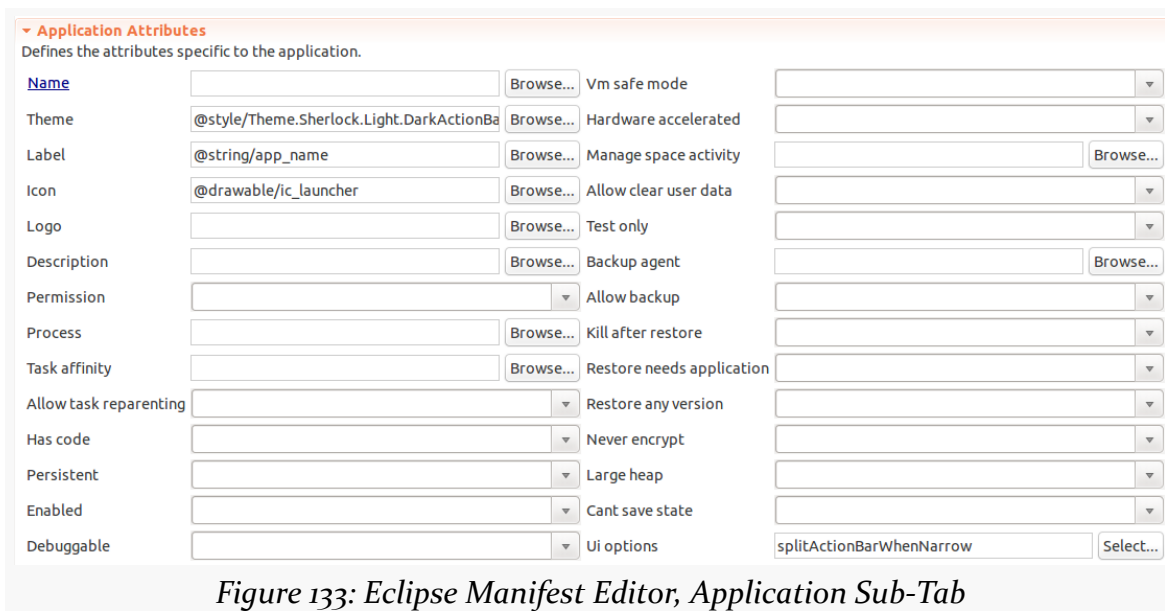 Application Attributes
Defines the attributes specific to the application.
Name Browse... Vm safe mode
Theme @style/Theme.Sherlock.Light.DarkActionBa Browse... Hardware accelerated
Label @string/app_name Browse... Manage space activity Browse...
Icon @drawable/ic_launcher Browse... Allow clear user data
Logo Browse... Test only
Description Browse... Backup agent Browse...
Permission Allow backup
Process Browse... Kill after restore
Task affinity Browse... Restore needs application
Allow task reparenting Restore any version
Has code Never encrypt
Persistent Large heap
Enabled Cant save state
Debuggable Ui options splitActionBarWhenNarrow Select...
Figure 133: Eclipse Manifest Editor, Application Sub-Tab